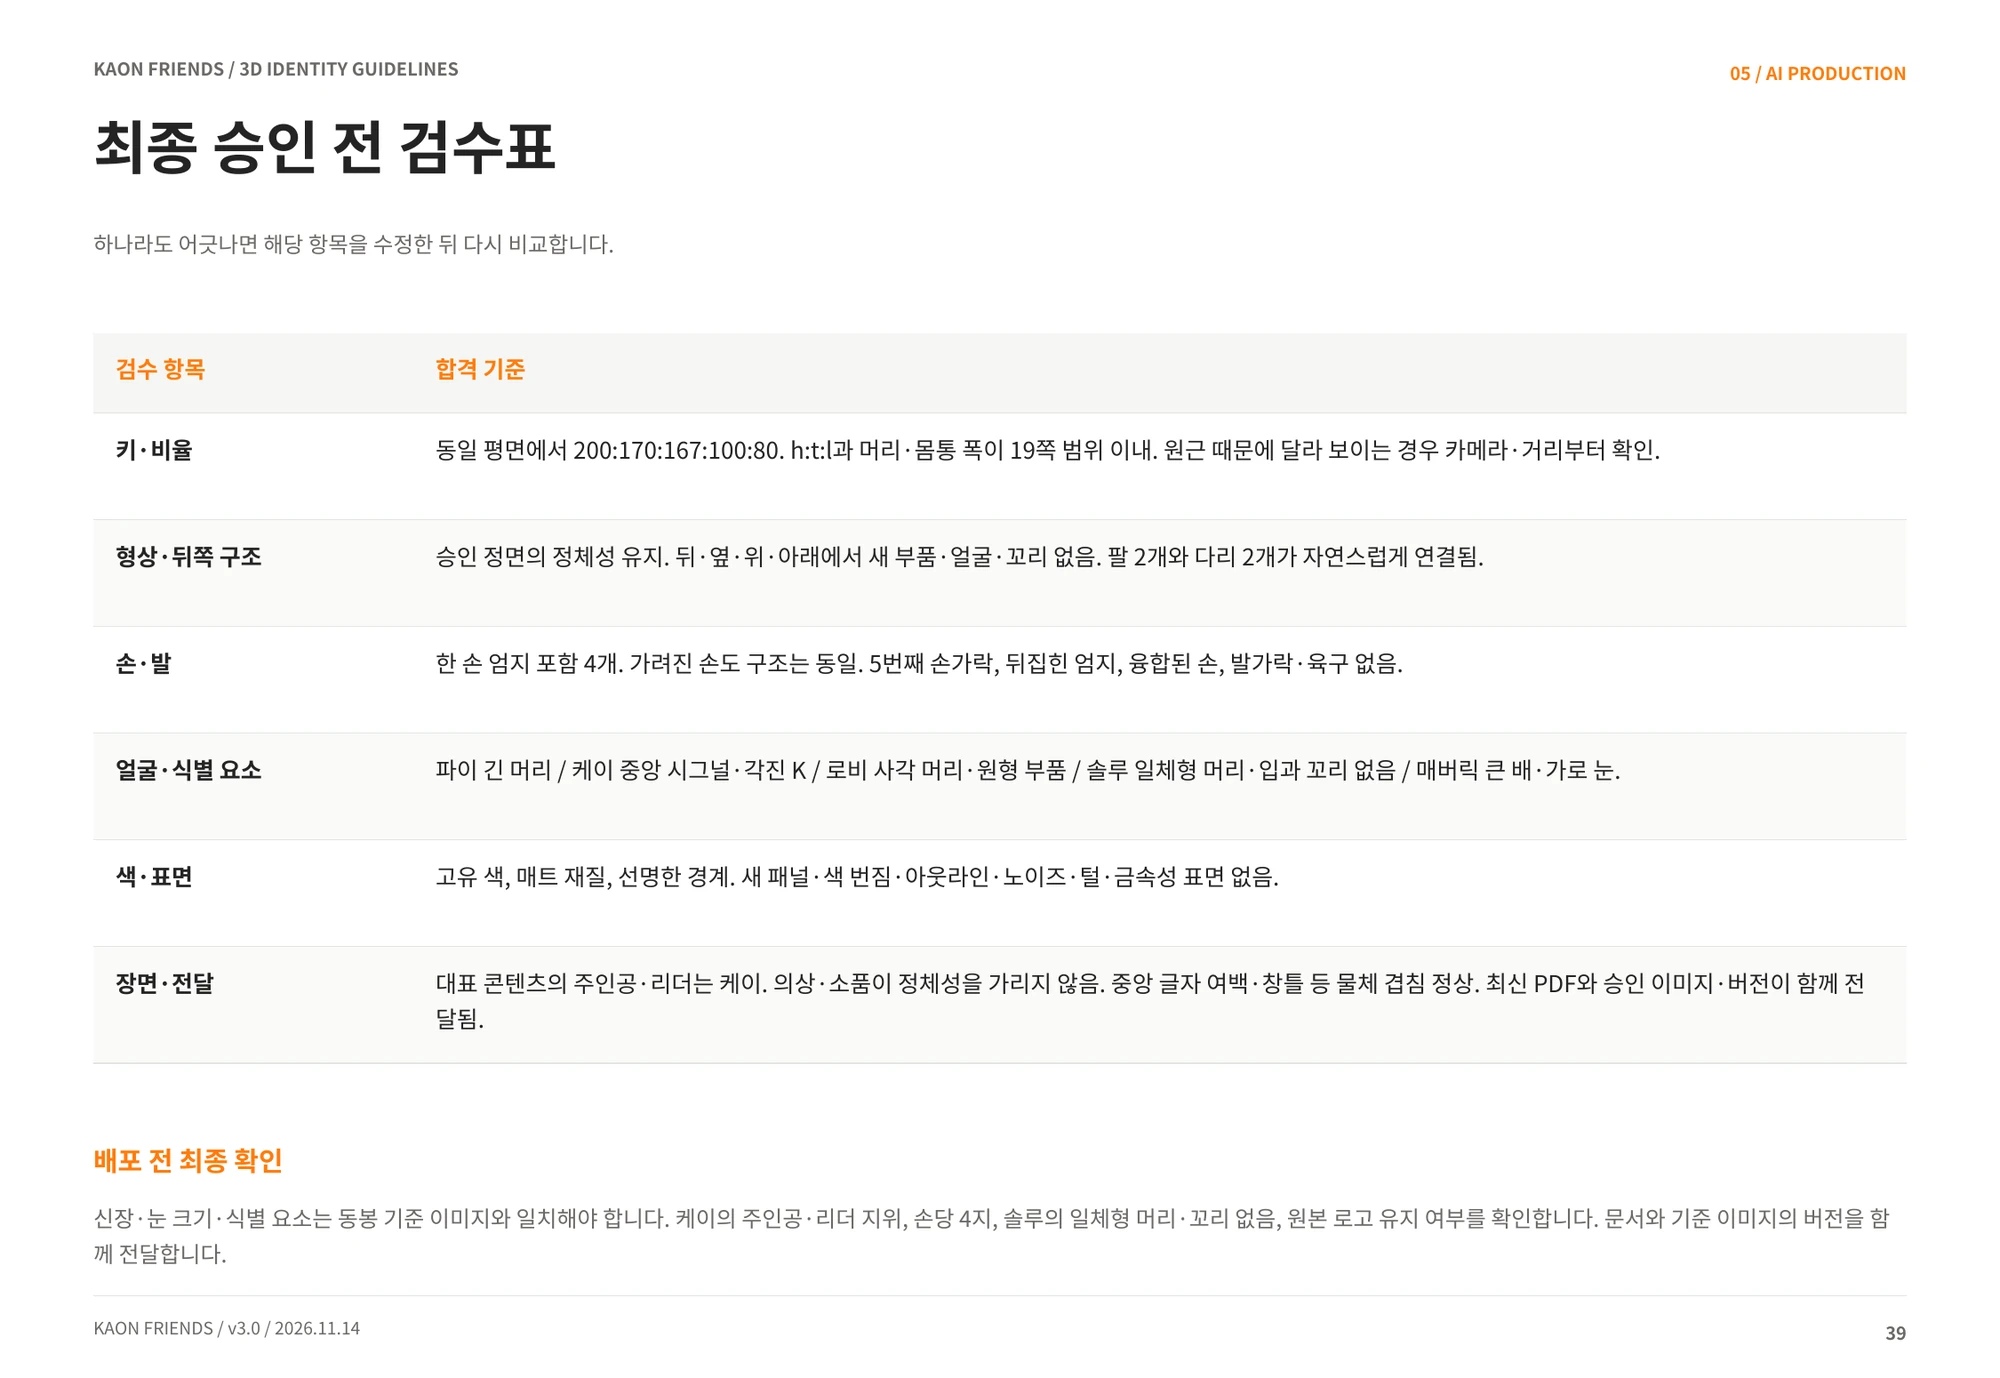 KAON FRIENDS / 3D IDENTITY GUIDELINES
05 / AI PRODUCTION
최종 승인 전 검수표
하나라도 어긋나면 해당 항목을 수정한 뒤 다시 비교합니다.
검수 항목
합격 기준
키·비율
동일 평면에서 200:170:167:100:80. h:t:l과 머리·몸통 폭이 19쪽 범위 이내. 원근 때문에 달라 보이는 경우 카메라·거리부터 확인.
형상·뒤쪽 구조
승인 정면의 정체성 유지. 뒤·옆·위·아래에서 새 부품·얼굴·꼬리 없음. 팔 2개와 다리 2개가 자연스럽게 연결됨.
손·발
한 손 엄지 포함 4개. 가려진 손도 구조는 동일. 5번째 손가락, 뒤집힌 엄지, 융합된 손, 발가락·육구 없음.
얼굴·식별 요소
파이 긴 머리 / 케이 중앙 시그널·각진 K / 로비 사각 머리·원형 부품 / 솔루 일체형 머리·입과 꼬리 없음 / 매버릭 큰 배·가로 눈.
색·표면
고유 색, 매트 재질, 선명한 경계. 새 패널·색 번짐·아웃라인·노이즈·털·금속성 표면 없음.
장면·전달
대표 콘텐츠의 주인공·리더는 케이. 의상·소품이 정체성을 가리지 않음. 중앙 글자 여백·창틀 등 물체 겹침 정상. 최신 PDF와 승인 이미지·버전이 함께 전
달됨.
배포 전 최종 확인
신장·눈 크기·식별 요소는 동봉 기준 이미지와 일치해야 합니다. 케이의 주인공·리더 지위, 손당 4지, 솔루의 일체형 머리·꼬리 없음, 원본 로고 유지 여부를 확인합니다. 문서와 기준 이미지의 버전을 함
께 전달합니다.
KAON FRIENDS / v3.0 / 2026.11.14
39